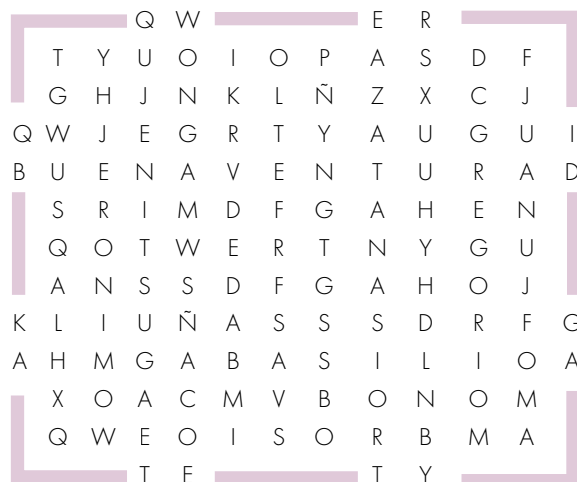 Q W E R
T Y U O I O P A S D F
G H J N K L Ñ Z X C J
Q W J E G R T Y A U G U I
B U E N A V E N T U R A D
S R I M D F G A H E N
Q O T W E R T N Y G U
A N S S D F G A H O J
K L I U Ñ A S S S D R F G
A H M G A B A S I L I O A
X O A C M V B O N O M
Q W E O I S O R B M A
T F T Y